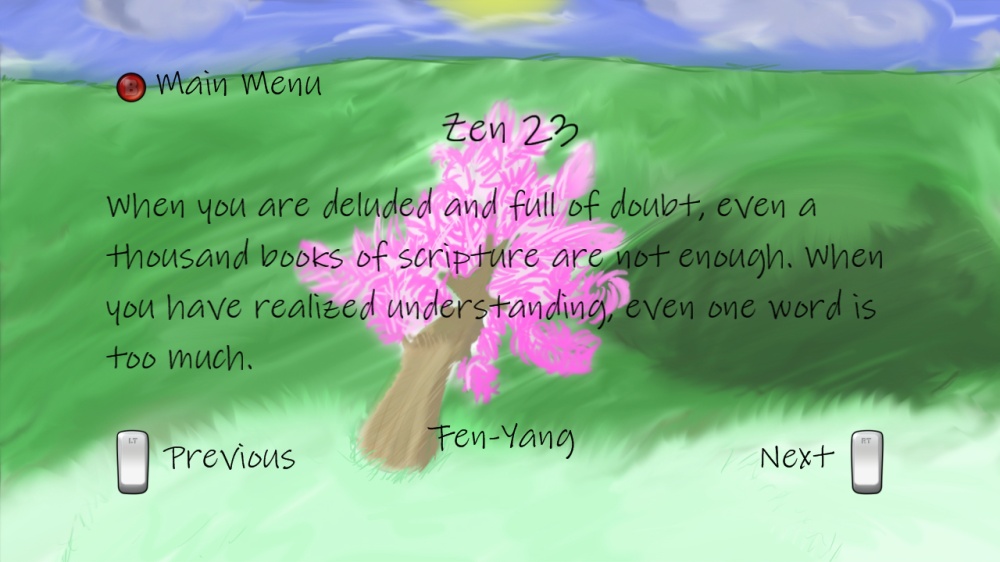 B Main Menu
Zen 23
When you are deluded and full of doubt, even a
thousand books of scripture are not enough. When
you have realized understanding, even one word is
too much.
Fen-Yang
LT Previous
Next RT